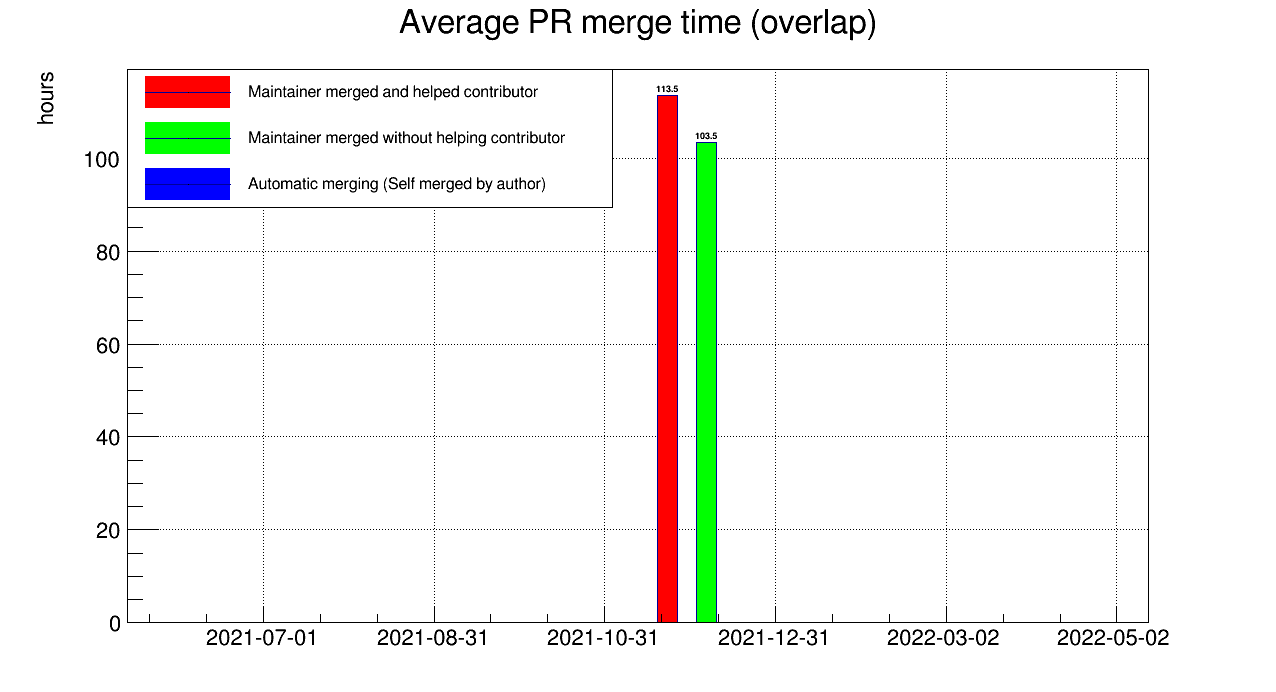 Average PR merge time (overlap)
hours
Maintainer merged and helped contributor
Maintainer merged without helping contributor
Automatic merging (Self merged by author)
113.5
103.5
100
80
60
40
20
0
2021-07-01 2021-08-31 2021-10-31 2021-12-31 2022-03-02 2022-05-02